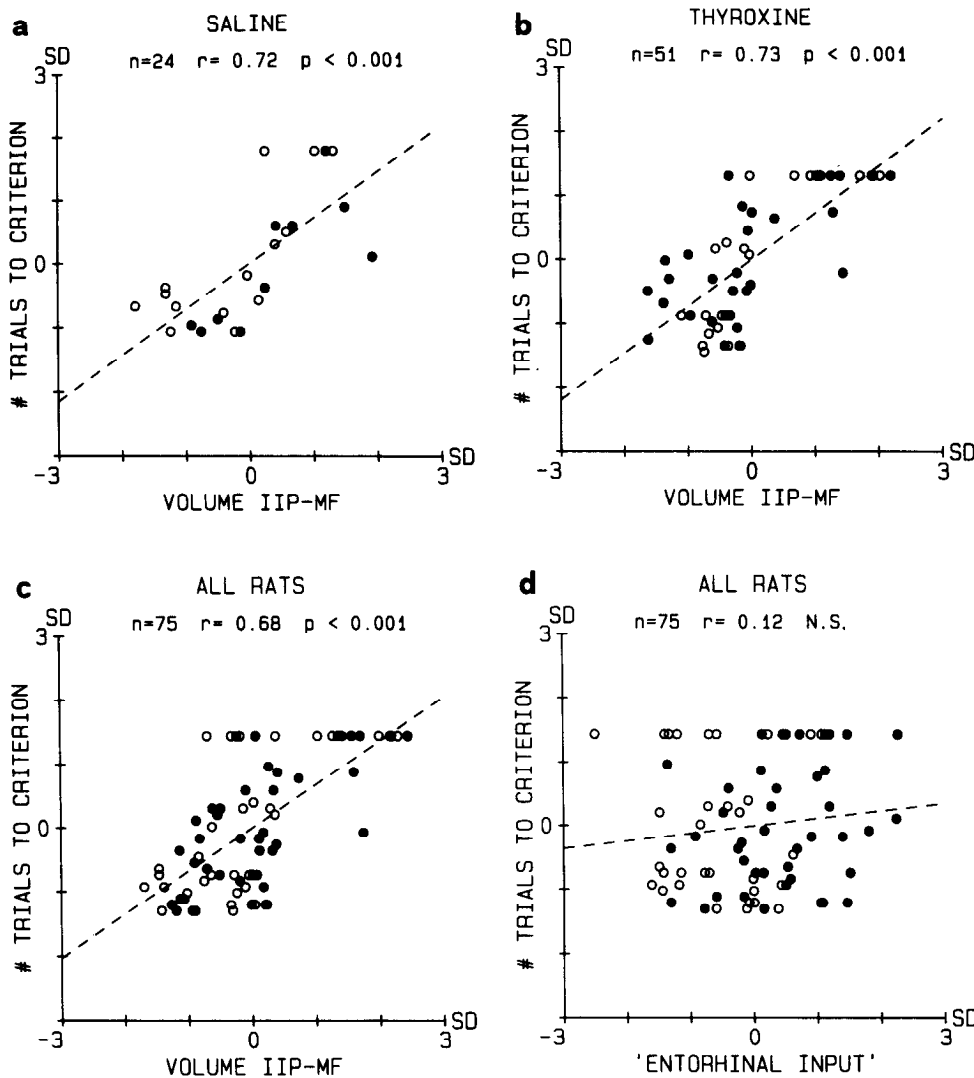 a
SALINE
SD
n=24 r= 0.72 p < 0.001
3
# TRIALS TO CRITERION
0
-3
0
3
SD
VOLUME IIP-MF
b
THYROXINE
SD
n=51 r= 0.73 p < 0.001
3
# TRIALS TO CRITERION
0
-3
0
3
SD
VOLUME IIP-MF
c
ALL RATS
SD
n=75 r= 0.68 p < 0.001
3
# TRIALS TO CRITERION
0
-3
0
3
SD
VOLUME IIP-MF
d
ALL RATS
SD
n=75 r= 0.12 N.S.
3
# TRIALS TO CRITERION
0
-3
0
3
SD
'ENTORHINAL INPUT'